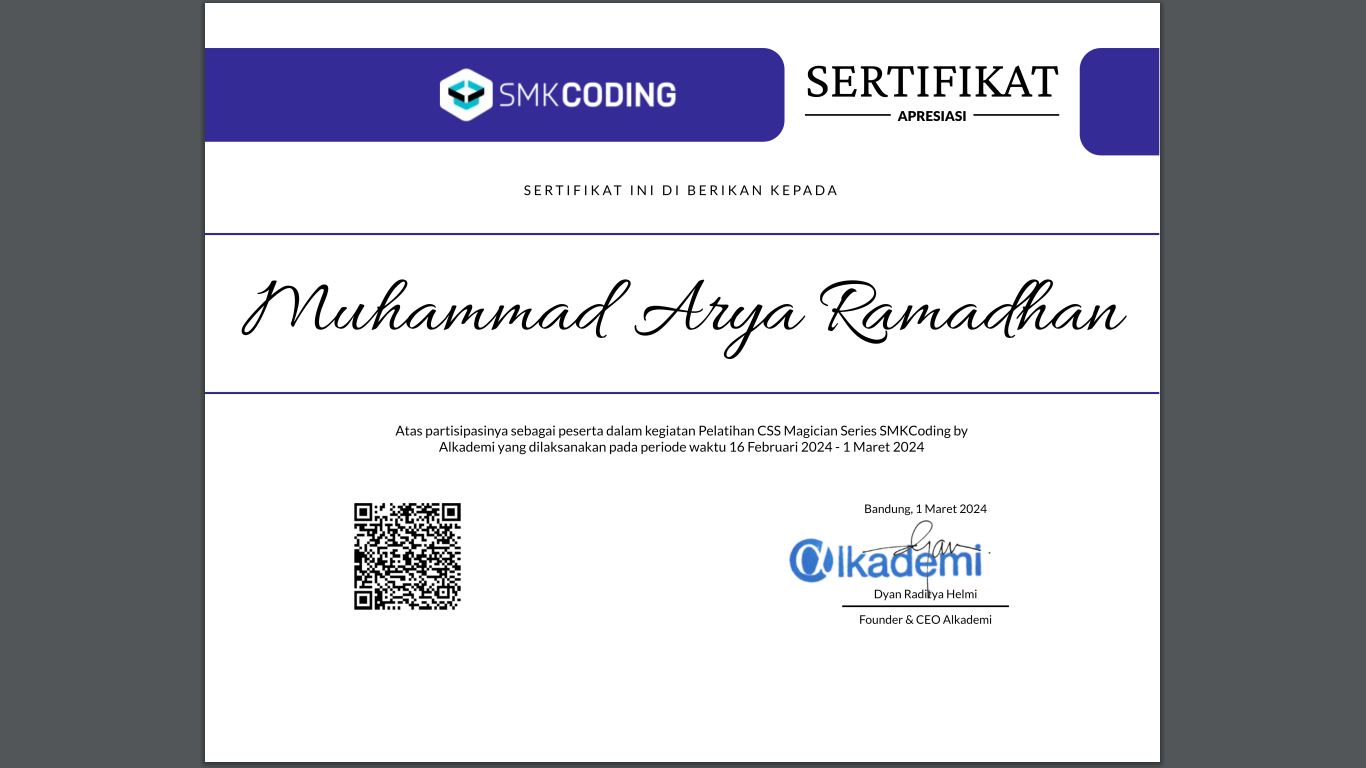 SMKCODING
SERTIFIKAT
APRESIASI
SERTIFIKAT INI DI BERIKAN KEPADA
Muhammad Arya Ramadhan
Atas partisipasinya sebagai peserta dalam kegiatan Pelatihan CSS Magician Series SMKCoding by
Alkademi yang dilaksanakan pada periode waktu 16 Februari 2024 - 1 Maret 2024
Bandung, 1 Maret 2024
alkademi
Dyan Raditya Helmi
Founder & CEO Alkademi